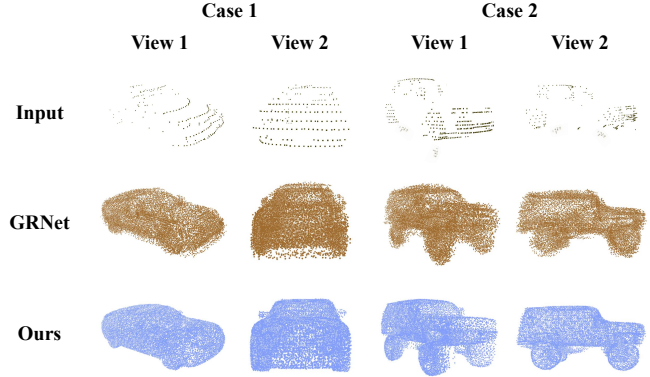 Case 1 Case 2
View 1 View 2 View 1 View 2
Input
GRNet
Ours